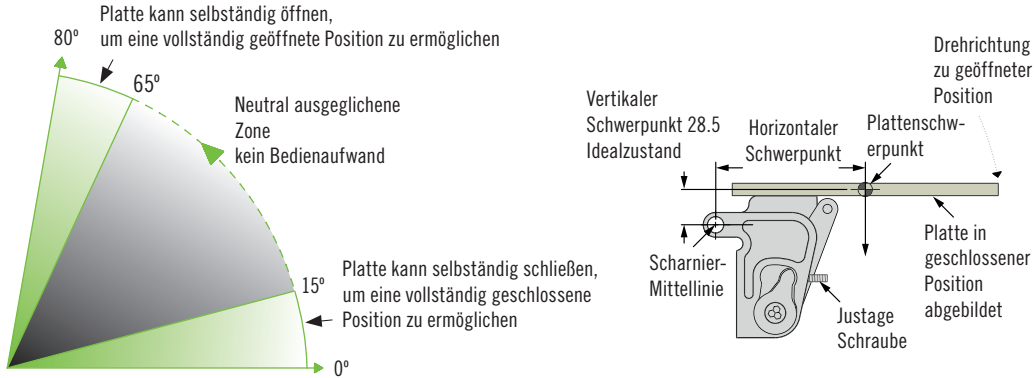 Platte kann selbständig öffnen,
um eine vollständig geöffnete Position zu ermöglichen
80º
65º
Neutral ausgeglichene
Zone
kein Bedienaufwand
15º
Platte kann selbständig schließen,
um eine vollständig geschlossene
Position zu ermöglichen
0º
Vertikaler
Schwerpunkt 28.5
Idealzustand
Horizontaler
Schwerpunkt
Plattenschw-
erpunkt
Drehrichtung
zu geöffneter
Position
Scharnier-
Mittellinie
Justage
Schraube
Platte in
geschlossener
Position
abgebildet